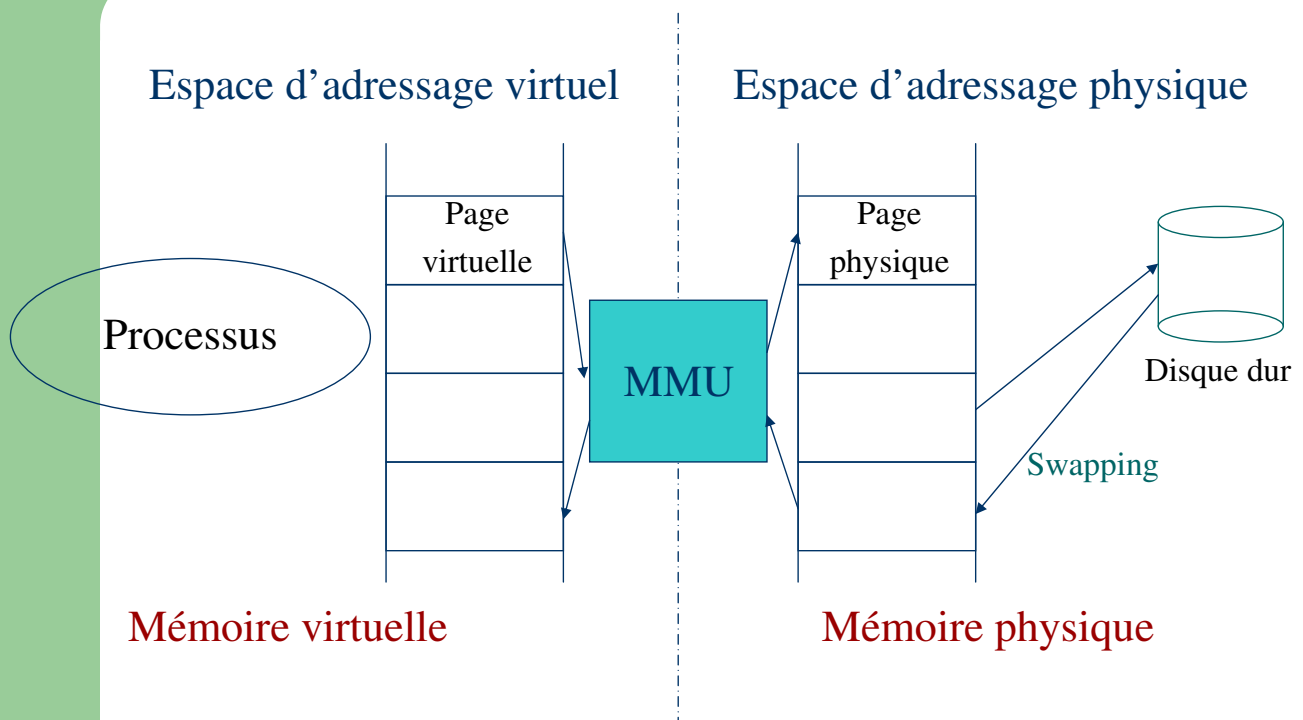 Espace d’adressage virtuel
Espace d’adressage physique
Page
virtuelle
Page
physique
Processus
MMU
Disque dur
Swapping
Mémoire virtuelle
Mémoire physique